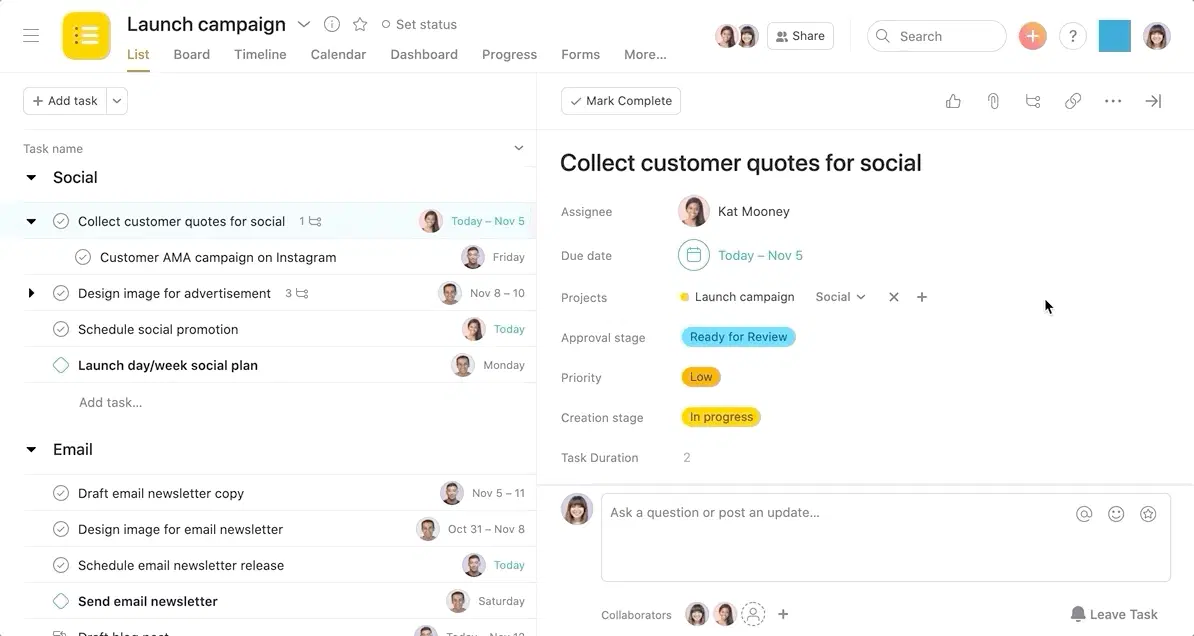 Launch campaign Set status
List Board Timeline Calendar Dashboard Progress Forms More...
Share
Search
?
+ Add task
Task name
Social
Collect customer quotes for social 1 Today – Nov 5
Customer AMA campaign on Instagram Friday
Design image for advertisement 3 Nov 8 – 10
Schedule social promotion Today
Launch day/week social plan Monday
Add task...
Email
Draft email newsletter copy Nov 5 – 11
Design image for email newsletter Oct 31 – Nov 8
Schedule email newsletter release Today
Send email newsletter Saturday
Draft blog post Today – Nov 12
Mark Complete
Collect customer quotes for social
Assignee Kat Mooney
Due date Today – Nov 5
Projects Launch campaign Social
Approval stage Ready for Review
Priority Low
Creation stage In progress
Task Duration 2
Ask a question or post an update...
Collaborators Leave Task